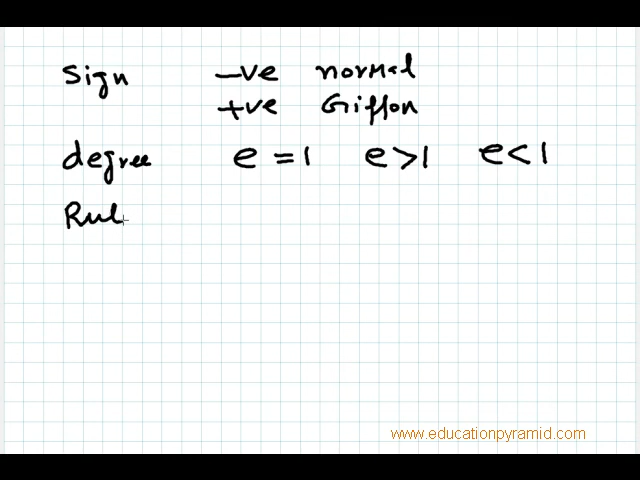 Sign -ve normal
+ve Giffon
degree e = 1 e > 1 e < 1
Rul
www.educationpyramid.com